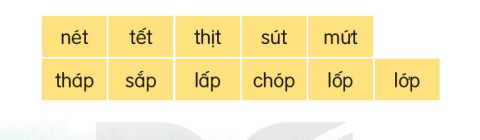 nét tết thịt sút mứt
tháp sắp lấp chóp lốp lớp